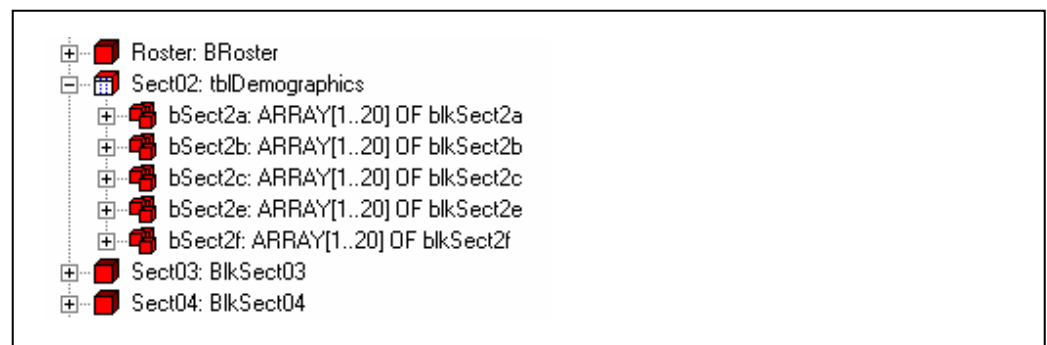 Roster: BRoster
Sect02: tblDemographics
bSect2a: ARRAY[1..20] OF blkSect2a
bSect2b: ARRAY[1..20] OF blkSect2b
bSect2c: ARRAY[1..20] OF blkSect2c
bSect2e: ARRAY[1..20] OF blkSect2e
bSect2f: ARRAY[1..20] OF blkSect2f
Sect03: BlkSect03
Sect04: BlkSect04